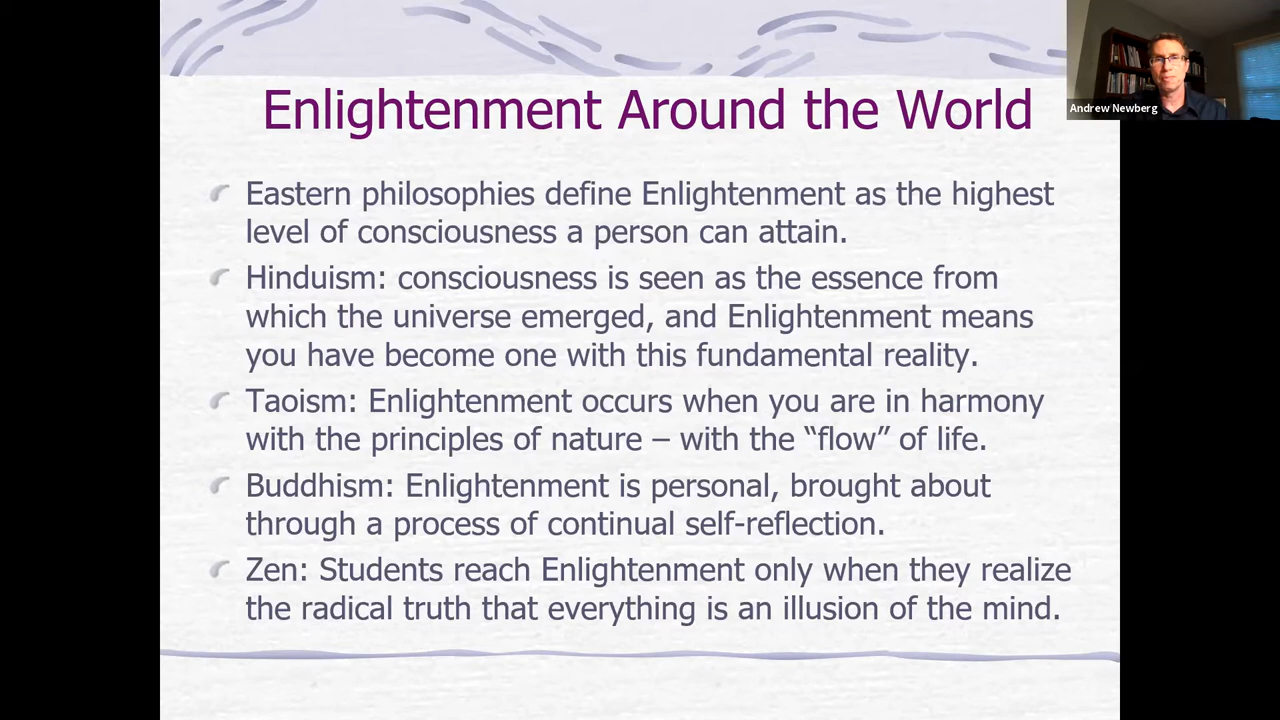 Enlightenment Around the World
Andrew Newberg
Eastern philosophies define Enlightenment as the highest
level of consciousness a person can attain.
Hinduism: consciousness is seen as the essence from
which the universe emerged, and Enlightenment means
you have become one with this fundamental reality.
Taoism: Enlightenment occurs when you are in harmony
with the principles of nature – with the “flow” of life.
Buddhism: Enlightenment is personal, brought about
through a process of continual self-reflection.
Zen: Students reach Enlightenment only when they realize
the radical truth that everything is an illusion of the mind.